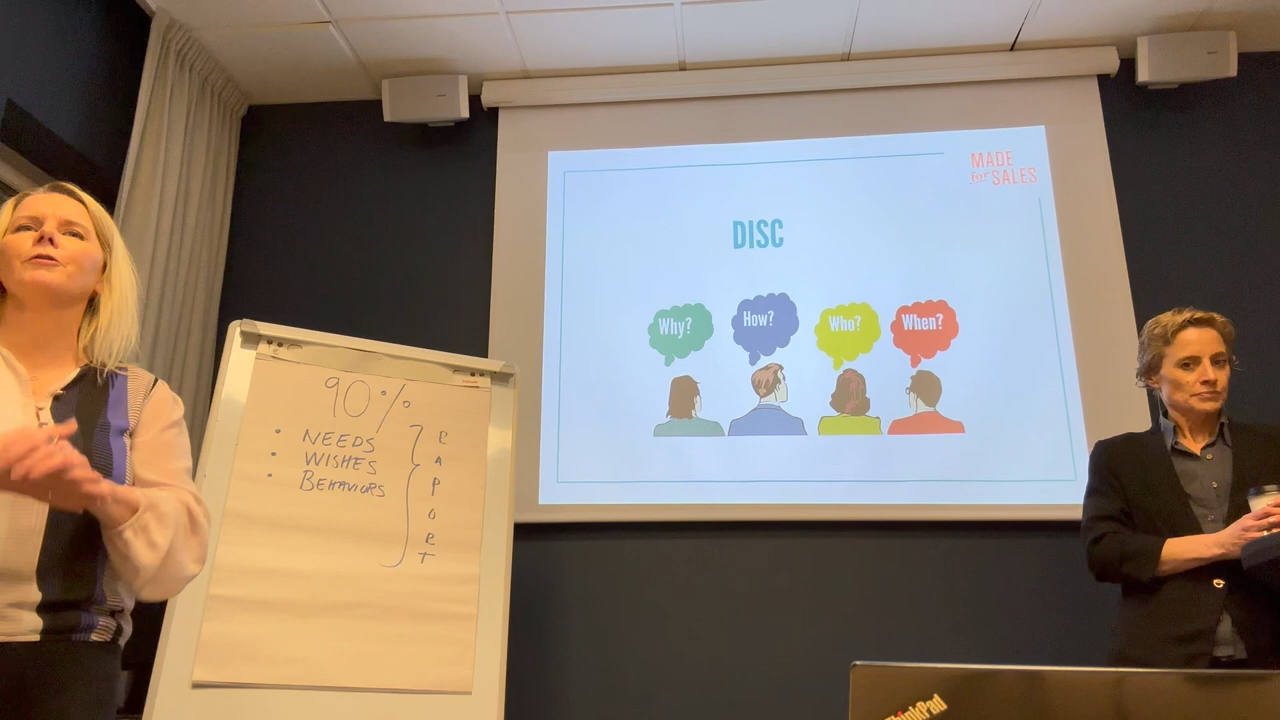 90%
• NEEDS
• WISHES
• BEHAVIORS
R
A
P
O
R
T
MADE
for SALES
DISC
Why?
How?
Who?
When?
ThinkPad